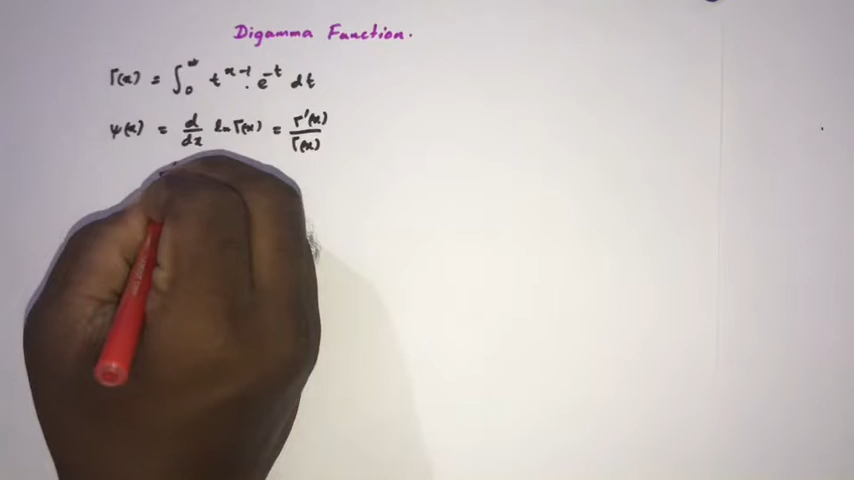 Digamma Function.
Γ(x) = ∫₀^∞ t^{x-1} . e^{-t} dt
ψ(x) = d/dx ln Γ(x) = Γ'(x)/Γ(x)